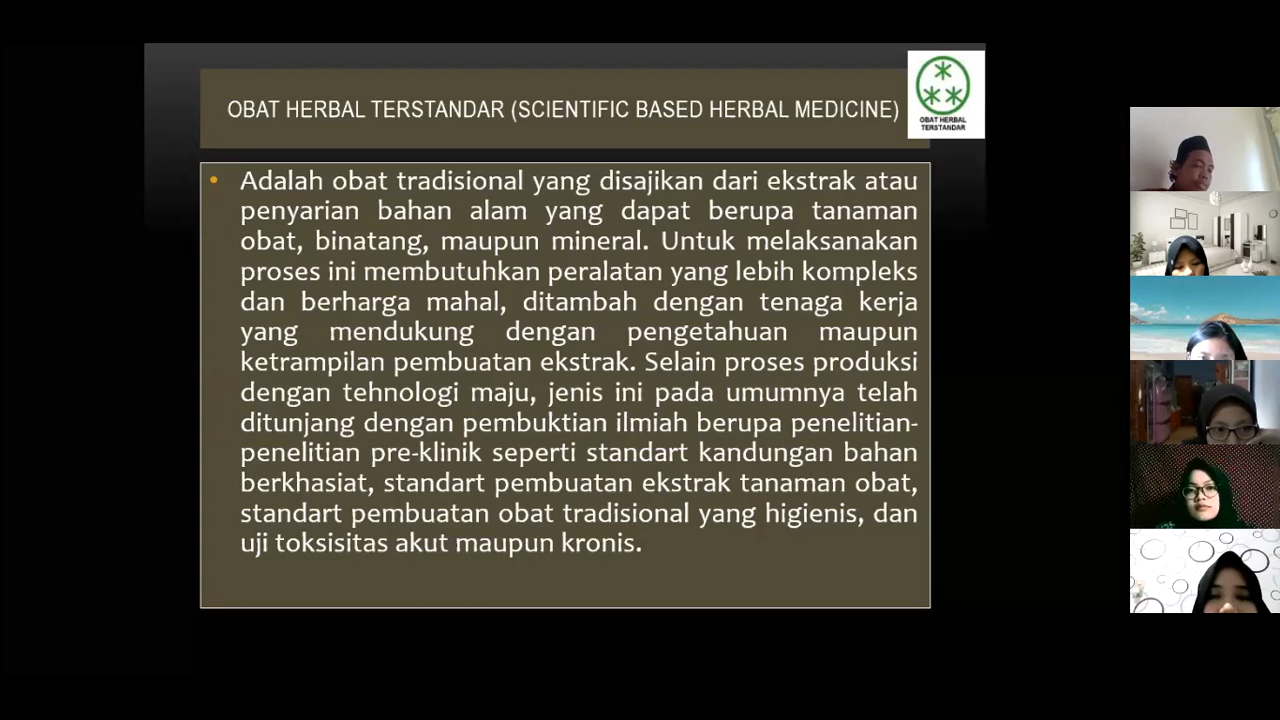 OBAT HERBAL TERSTANDAR (SCIENTIFIC BASED HERBAL MEDICINE)
OBAT HERBAL
TERSTANDAR
• Adalah obat tradisional yang disajikan dari ekstrak atau
penyarian bahan alam yang dapat berupa tanaman
obat, binatang, maupun mineral. Untuk melaksanakan
proses ini membutuhkan peralatan yang lebih kompleks
dan berharga mahal, ditambah dengan tenaga kerja
yang mendukung dengan pengetahuan maupun
ketrampilan pembuatan ekstrak. Selain proses produksi
dengan tehnologi maju, jenis ini pada umumnya telah
ditunjang dengan pembuktian ilmiah berupa penelitian-
penelitian pre-klinik seperti standart kandungan bahan
berkhasiat, standart pembuatan ekstrak tanaman obat,
standart pembuatan obat tradisional yang higienis, dan
uji toksisitas akut maupun kronis.